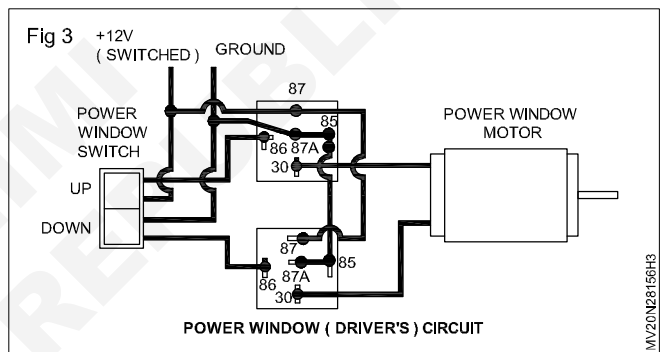 Fig 3
+12V
( SWITCHED )
GROUND
POWER
WINDOW
SWITCH
UP
DOWN
87
85
86
87A
30
87
85
86
87A
30
POWER WINDOW
MOTOR
POWER WINDOW ( DRIVER'S ) CIRCUIT
MV20N28156H3